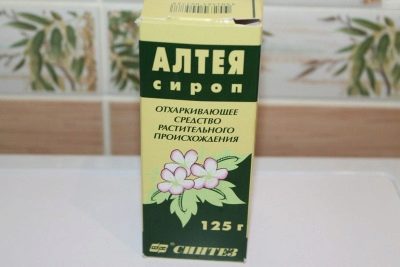 АЛТЕЯ
сироп
ОТХАРКИВАЮЩЕЕ
СРЕДСТВО
РАСТИТЕЛЬНОГО
ПРОИСХОЖДЕНИЯ
125 г
СИНТЕЗ